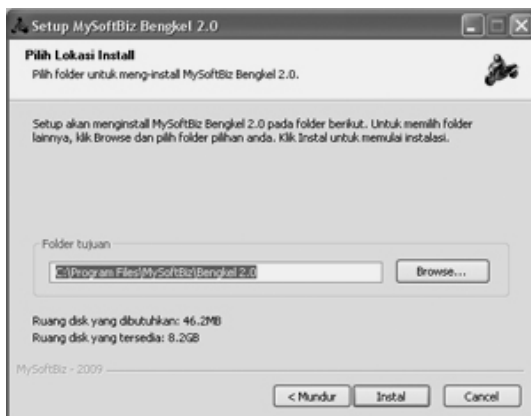 Setup MySoftBiz Bengkel 2.0
Pilih Lokasi Install
Pilih folder untuk meng-install MySoftBiz Bengkel 2.0.
Setup akan menginstall MySoftBiz Bengkel 2.0 pada folder berikut. Untuk memilih folder
lainnya, klik Browse dan pilih folder pilihan anda. Klik Instal untuk memulai instalasi.
Folder tujuan
C:\Program Files\MySoftBiz\Bengkel 2.0
Browse...
Ruang disk yang dibutuhkan: 46.2MB
Ruang disk yang tersedia: 8.2GB
MySoftBiz - 2009
< Mundur
Instal
Cancel